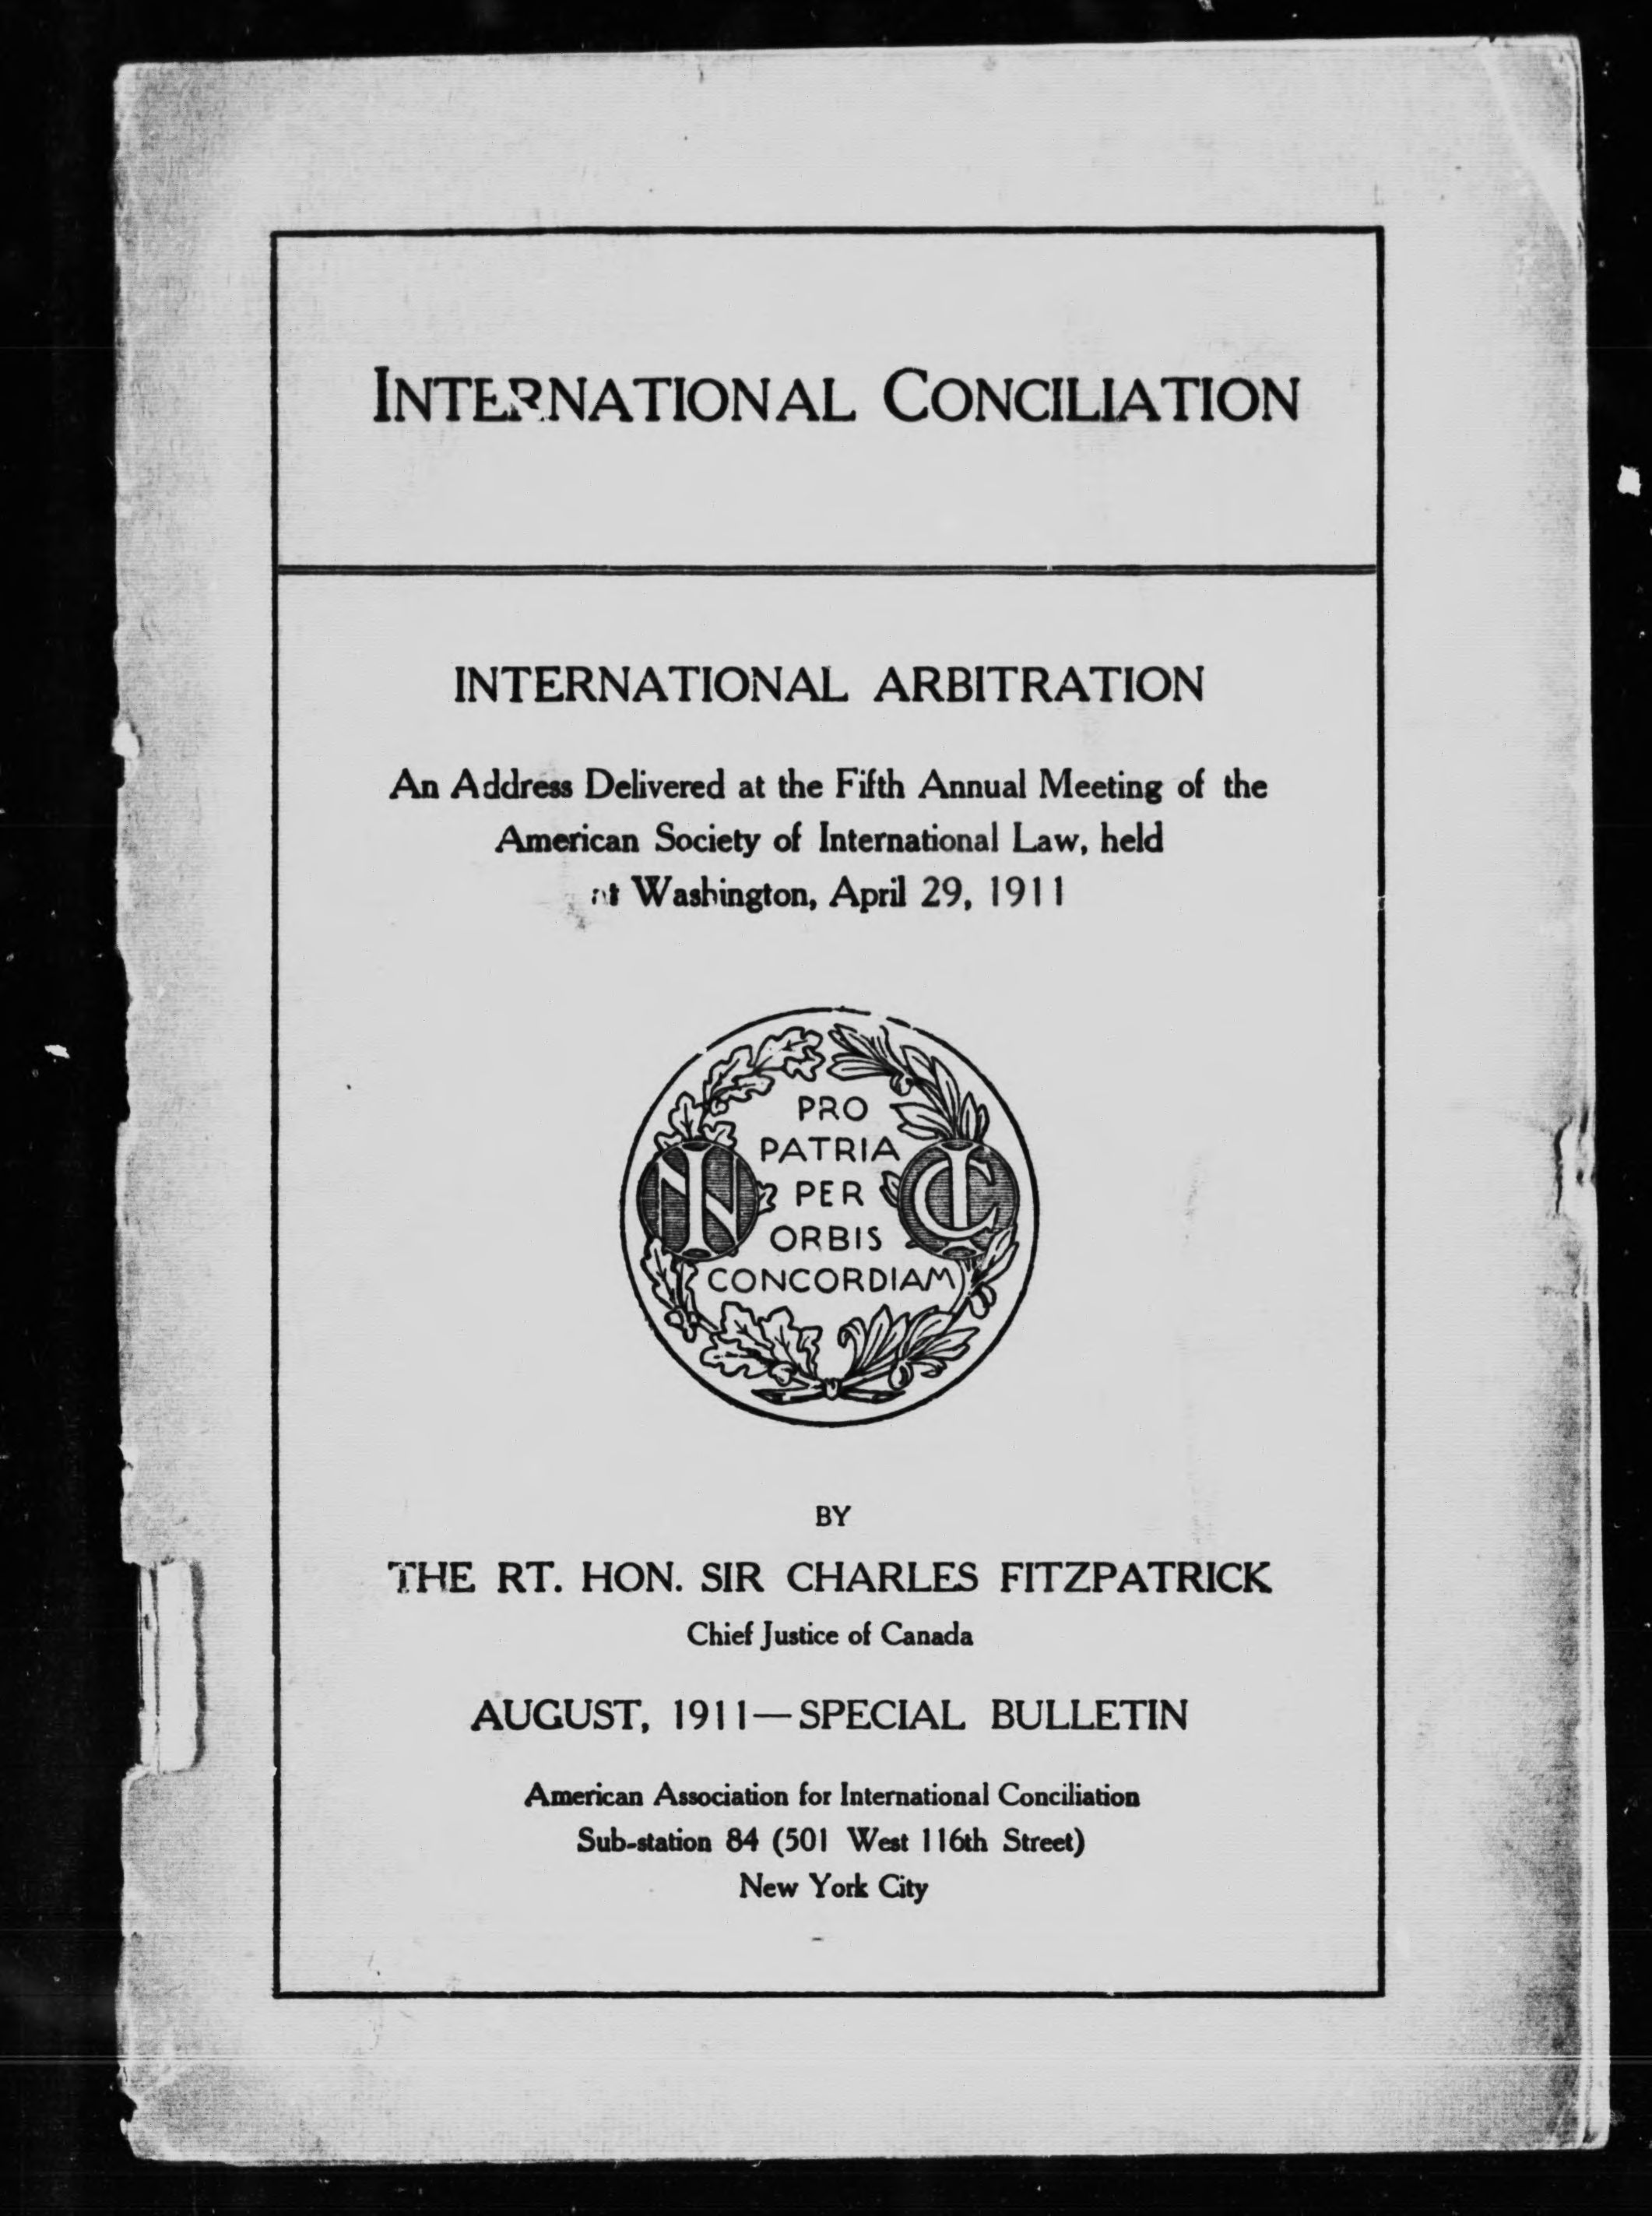 INTERNATIONAL CONCILIATION
INTERNATIONAL ARBITRATION
An Address Delivered at the Fifth Annual Meeting of the
American Society of International Law, held
at Washington, April 29, 1911
PRO
PATRIA
PER
ORBIS
CONCORDIAM
IN
IC
BY
THE RT. HON. SIR CHARLES FITZPATRICK
Chief Justice of Canada
AUGUST, 1911—SPECIAL BULLETIN
American Association for International Conciliation
Sub-station 84 (501 West 116th Street)
New York City